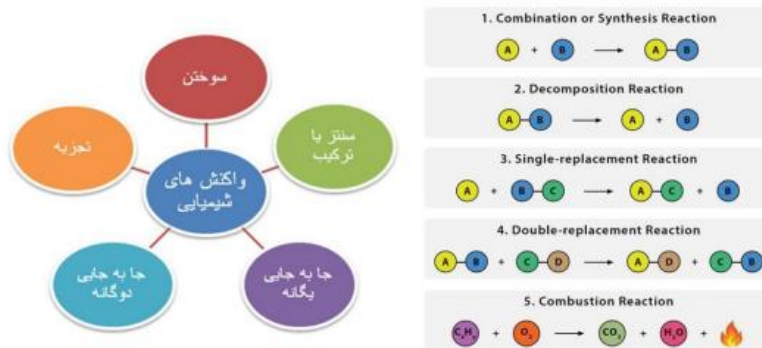 سوختن
سنتز یا
ترکیب
تجزیه
واکنش های
شیمیایی
جا به جایی
یگانه
جا به جایی
دوگانه
1. Combination or Synthesis Reaction
A + B → A B
2. Decomposition Reaction
A B → A + B
3. Single-replacement Reaction
A + B C → A C + B
4. Double-replacement Reaction
A B + C D → A D + C B
5. Combustion Reaction
+ O₂ → CO₂ + H₂O +